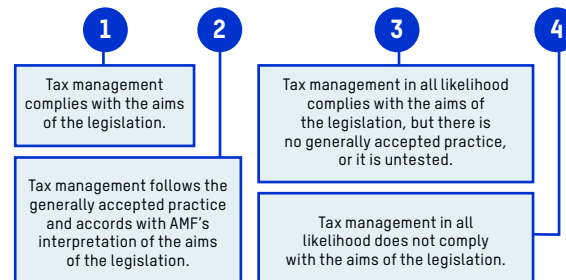 1
2
3
4
Tax management
complies with the aims
of the legislation.
Tax management follows the
generally accepted practice
and accords with AMF's
interpretation of the aims
of the legislation.
Tax management in all likelihood
complies with the aims of
the legislation, but there is
no generally accepted practice,
or it is untested.
Tax management in all
likelihood does not comply
with the aims of the legislation.